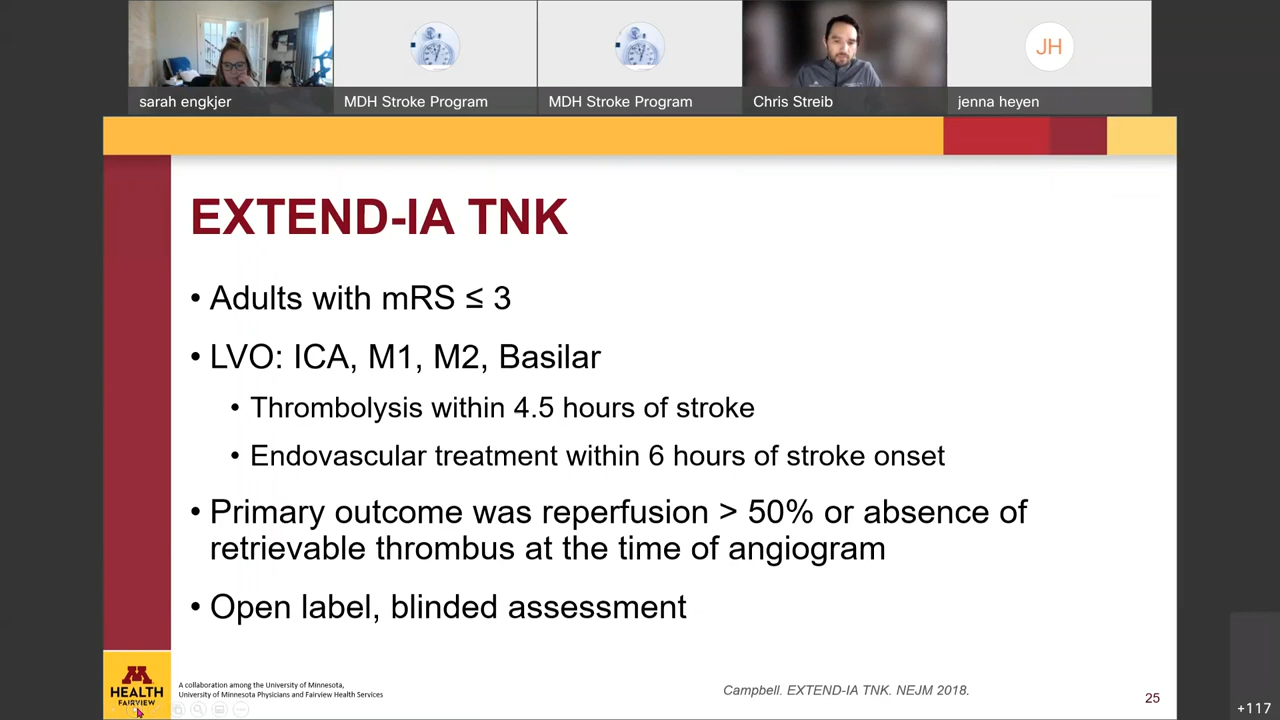 JH
sarah engkjer
MDH Stroke Program
MDH Stroke Program
Chris Streib
jenna heyen
EXTEND-IA TNK
• Adults with mRS ≤ 3
• LVO: ICA, M1, M2, Basilar
• Thrombolysis within 4.5 hours of stroke
• Endovascular treatment within 6 hours of stroke onset
• Primary outcome was reperfusion > 50% or absence of
retrievable thrombus at the time of angiogram
• Open label, blinded assessment
M
HEALTH
FAIRVIEW
A collaboration among the University of Minnesota,
University of Minnesota Physicians and Fairview Health Services
Campbell. EXTEND-IA TNK. NEJM 2018.
25
+117